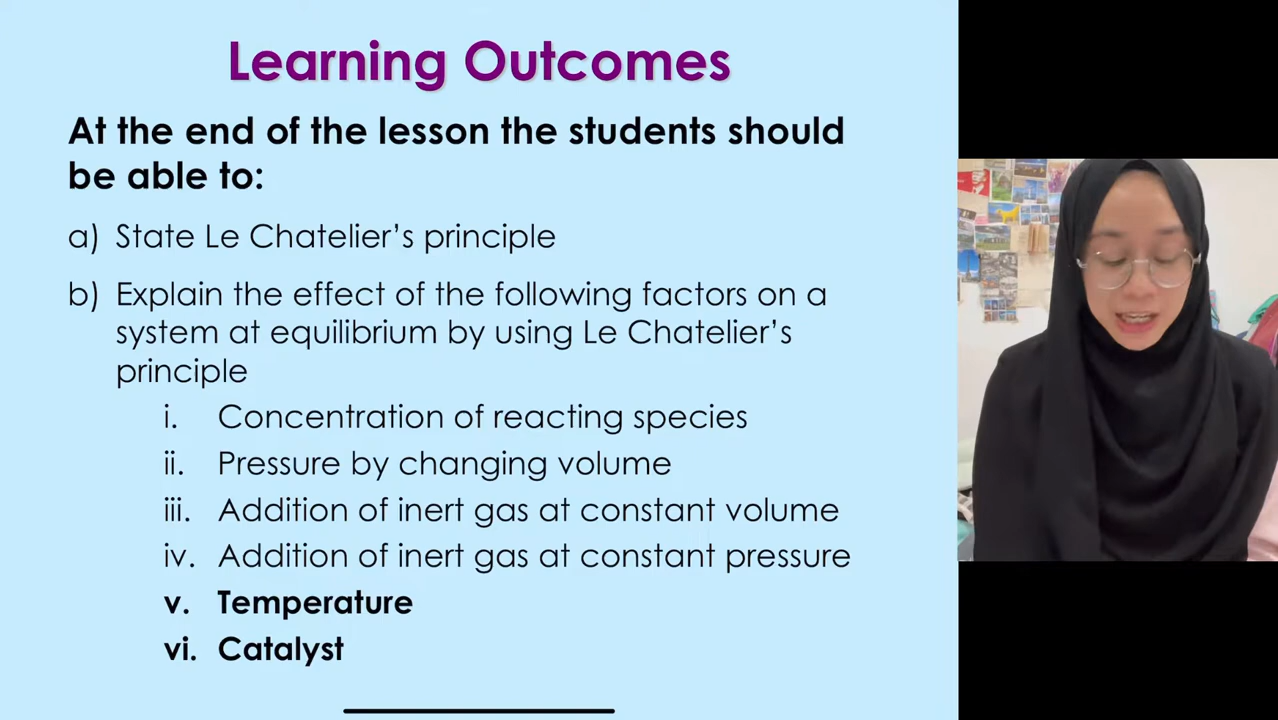 Learning Outcomes
At the end of the lesson the students should
be able to:
a) State Le Chatelier’s principle
b) Explain the effect of the following factors on a
system at equilibrium by using Le Chatelier’s
principle
i. Concentration of reacting species
ii. Pressure by changing volume
iii. Addition of inert gas at constant volume
iv. Addition of inert gas at constant pressure
v. Temperature
vi. Catalyst